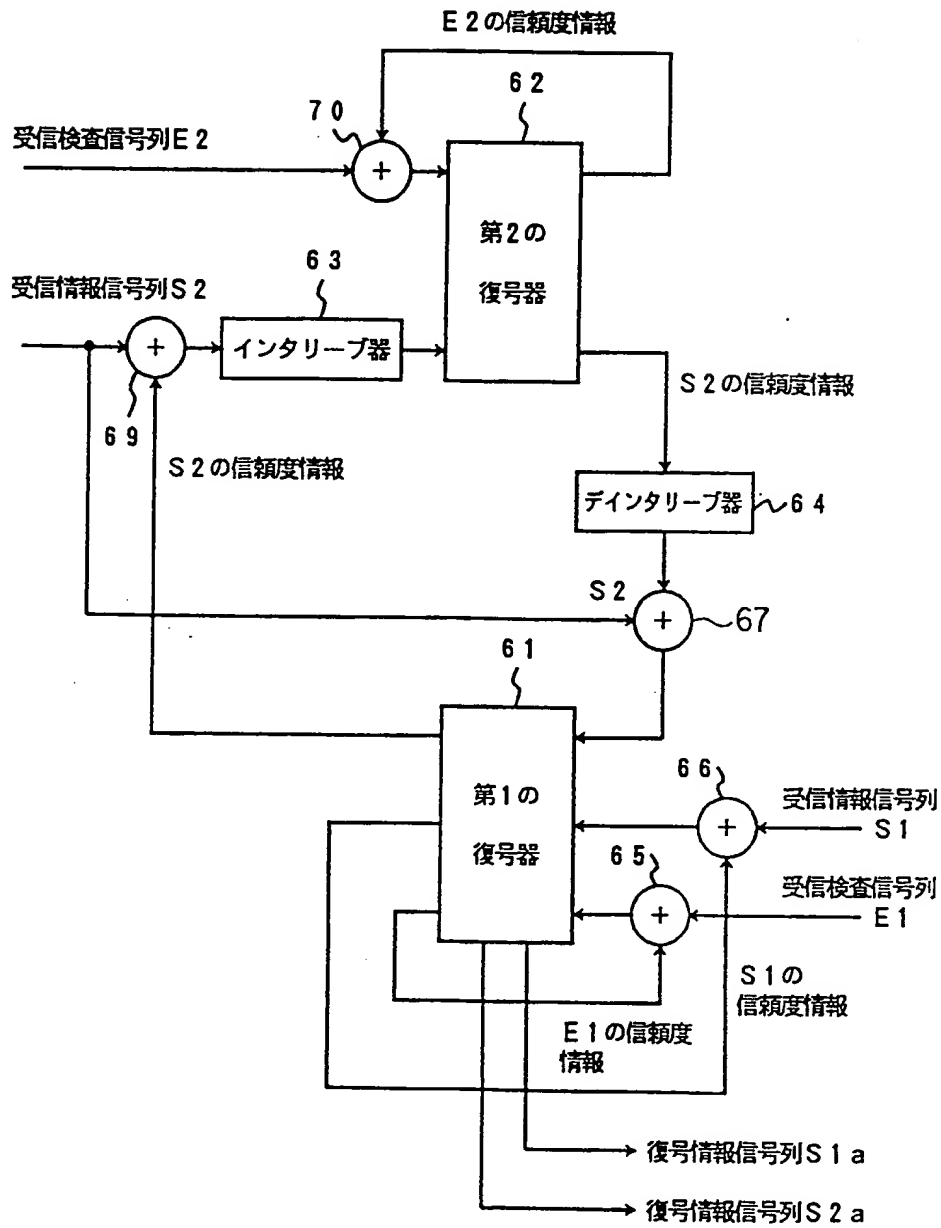 E2の信頼度情報
62
70
受信検査信号列E2
第2の
復号器
63
受信情報信号列S2
インタリーブ器
69
S2の信頼度情報
S2の信頼度情報
デインタリーブ器
64
S2
67
61
第1の
復号器
66
受信情報信号列
S1
65
受信検査信号列
E1
S1の
信頼度情報
E1の信頼度
情報
復号情報信号列S1a
復号情報信号列S2a